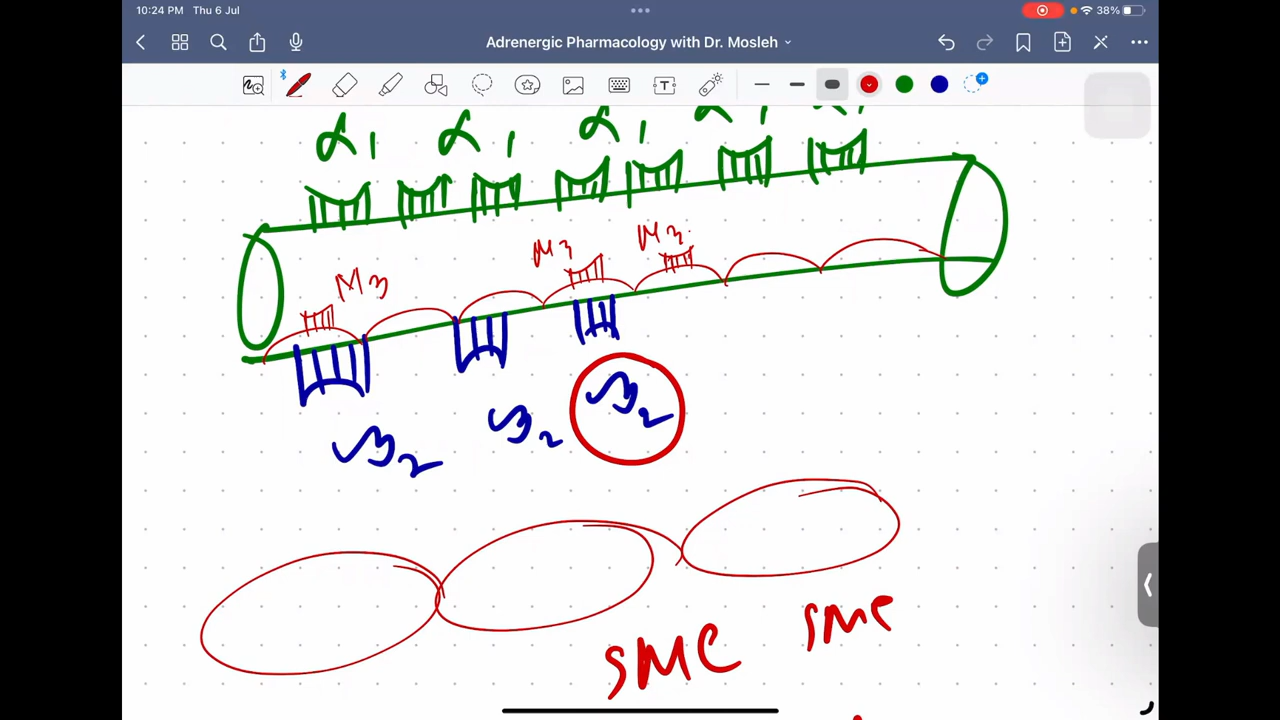 10:24 PM Thu 6 Jul
38%
Adrenergic Pharmacology with Dr. Mosleh
α1 α1 α1 α1 α1
M3 M3 M3
β2 β2 β2
SMC SMC